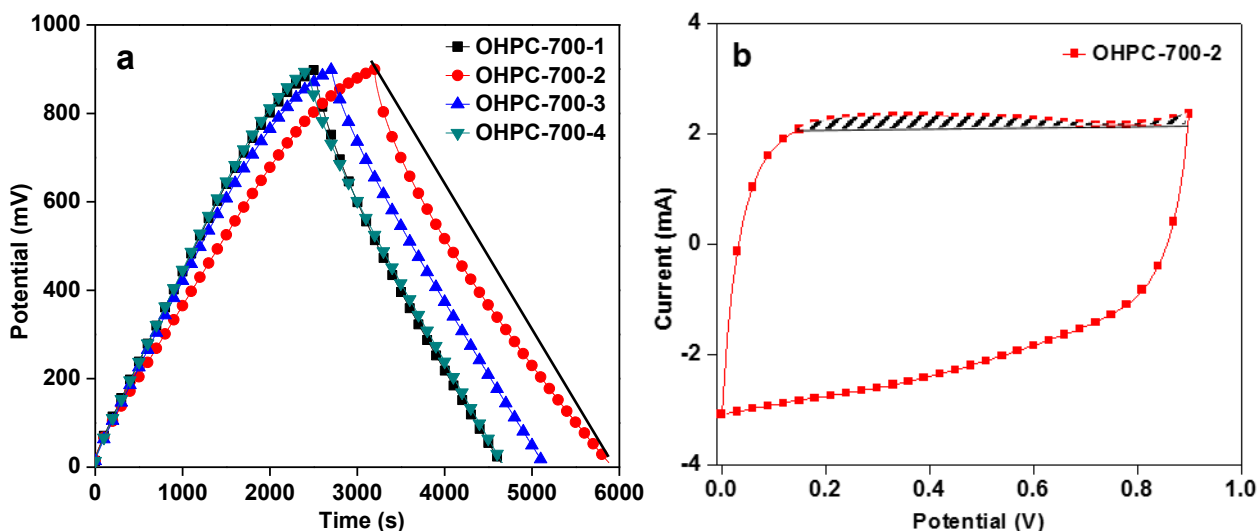 a
OHPC-700-1
OHPC-700-2
OHPC-700-3
OHPC-700-4
Potential (mV)
1000
800
600
400
200
0
0 1000 2000 3000 4000 5000 6000
Time (s)
b
OHPC-700-2
Current (mA)
4
2
0
-2
-4
0.0 0.2 0.4 0.6 0.8 1.0
Potential (V)